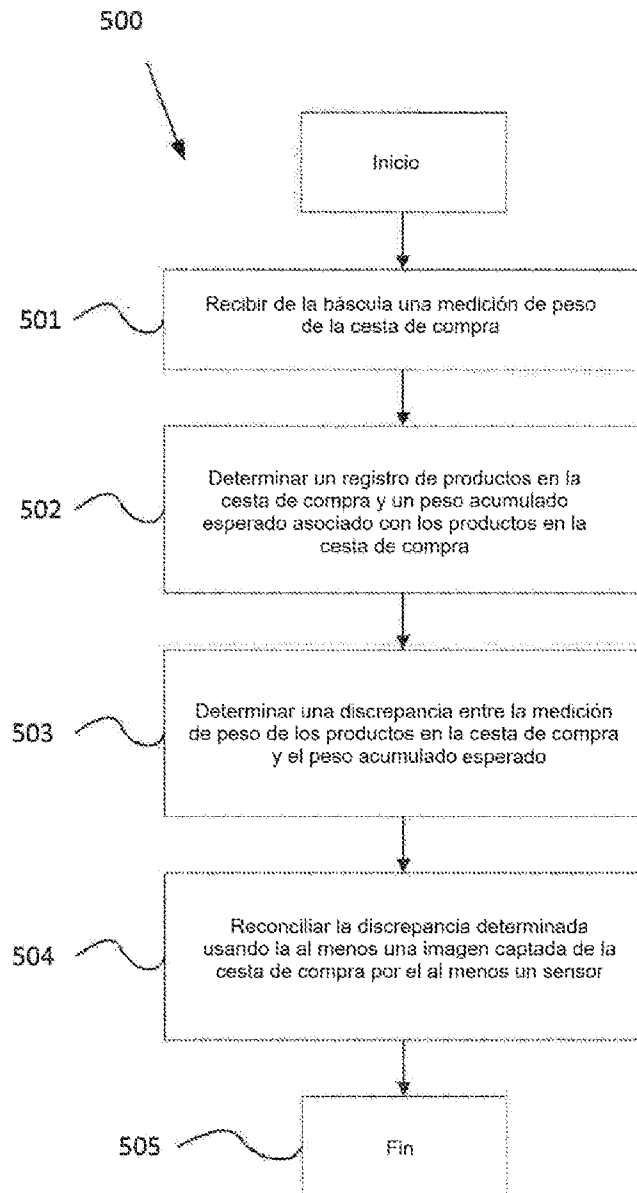 500
Inicio
501
Recibir de la báscula una medición de peso
de la cesta de compra
502
Determinar un registro de productos en la
cesta de compra y un peso acumulado
esperado asociado con los productos en la
cesta de compra
503
Determinar una discrepancia entre la medición
de peso de los productos en la cesta de compra
y el peso acumulado esperado
504
Reconciliar la discrepancia determinada
usando la al menos una imagen captada de la
cesta de compra por el al menos un sensor
505
Fin